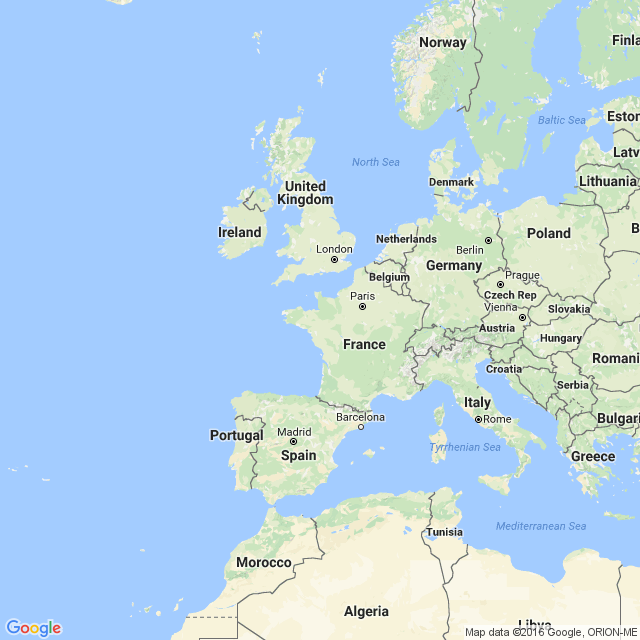 Norway
Finla
Baltic Sea
Eston
Latv
North Sea
Denmark
Lithuania
United
Kingdom
Ireland
B
Netherlands
Poland
London
Berlin
Germany
Belgium
Prague
Czech Rep
Paris
Vienna
Slovakia
Austria
France
Hungary
Romani
Croatia
Serbia
Italy
Rome
Barcelona
Bulgari
Portugal
Madrid
Spain
Tyrrhenian Sea
Greece
Mediterranean Sea
Tunisia
Morocco
Algeria
Libya
Google
Map data ©2016 Google, ORION-ME